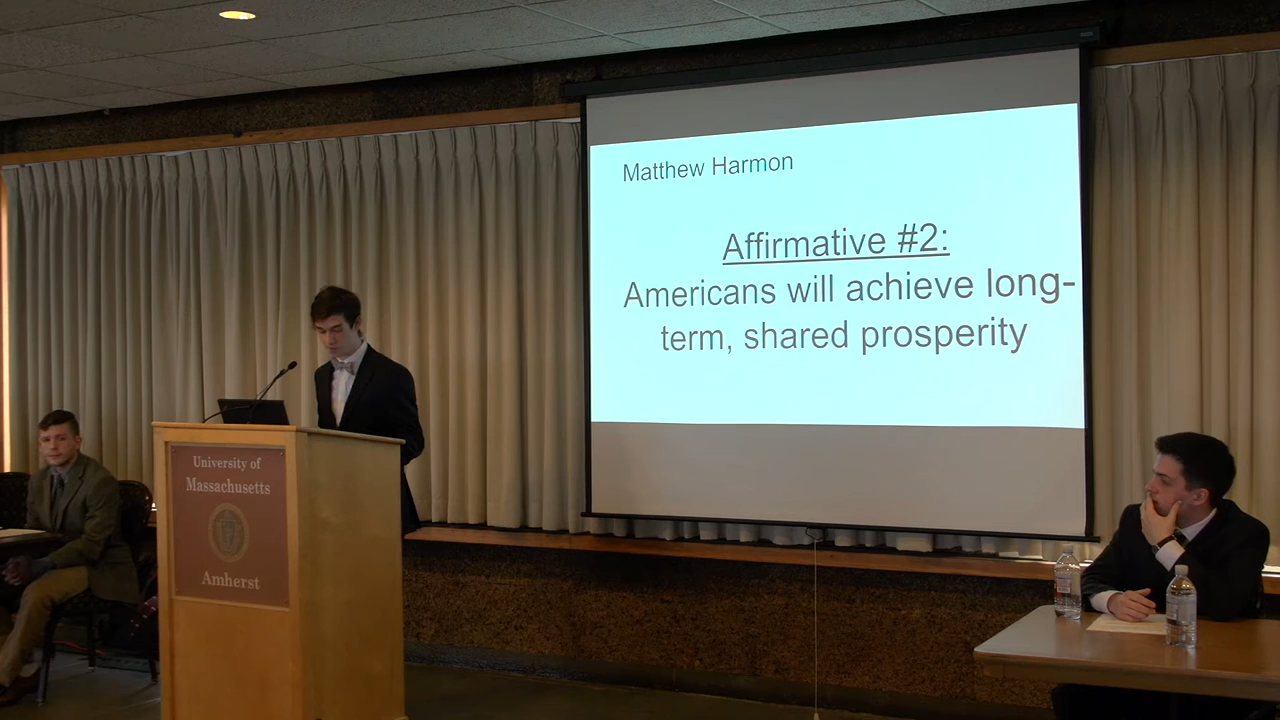 Matthew Harmon
Affirmative #2:
Americans will achieve long-
term, shared prosperity
University of
Massachusetts
Amherst